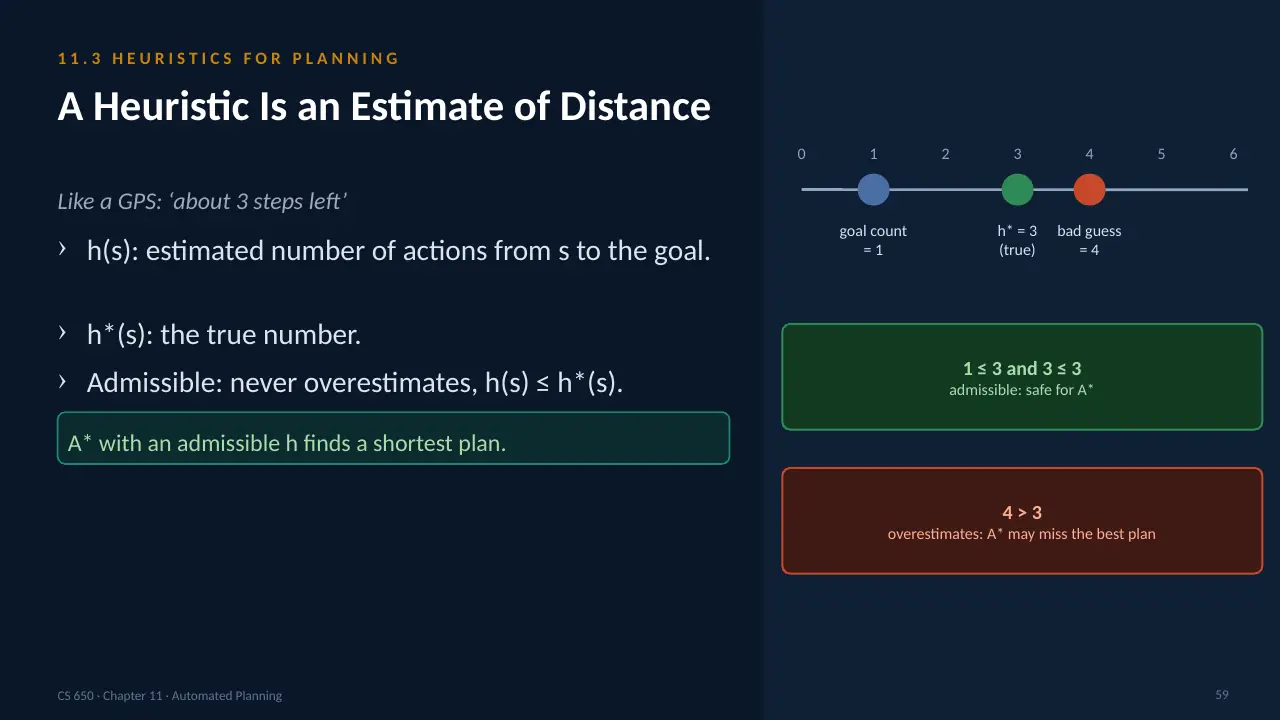 11.3 HEURISTICS FOR PLANNING
A Heuristic Is an Estimate of Distance
Like a GPS: ‘about 3 steps left’
› h(s): estimated number of actions from s to the goal.
› h*(s): the true number.
› Admissible: never overestimates, h(s) ≤ h*(s).
A* with an admissible h finds a shortest plan.
0 1 2 3 4 5 6
goal count
= 1
h* = 3
(true)
bad guess
= 4
1 ≤ 3 and 3 ≤ 3
admissible: safe for A*
4 > 3
overestimates: A* may miss the best plan
CS 650 · Chapter 11 · Automated Planning
59